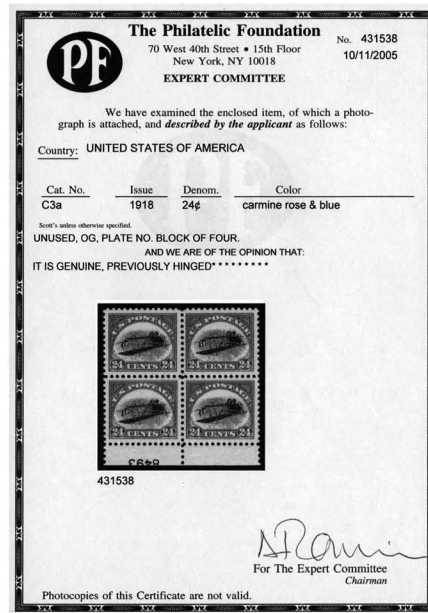 PF
The Philatelic Foundation
70 West 40th Street • 15th Floor
New York, NY 10018
EXPERT COMMITTEE
No. 431538
10/11/2005
We have examined the enclosed item, of which a photo-
graph is attached, and described by the applicant as follows:
Country: UNITED STATES OF AMERICA
Cat. No. Issue Denom. Color
C3a 1918 24¢ carmine rose & blue
Scott's unless otherwise specified.
UNUSED, OG, PLATE NO. BLOCK OF FOUR.
AND WE ARE OF THE OPINION THAT:
IT IS GENUINE, PREVIOUSLY HINGED*********
U.S. POSTAGE U.S. POSTAGE
24 CENTS 24 24 CENTS 24
U.S. POSTAGE U.S. POSTAGE
24 CENTS 24 24 CENTS 24
8493
431538
For The Expert Committee
Chairman
Photocopies of this Certificate are not valid.